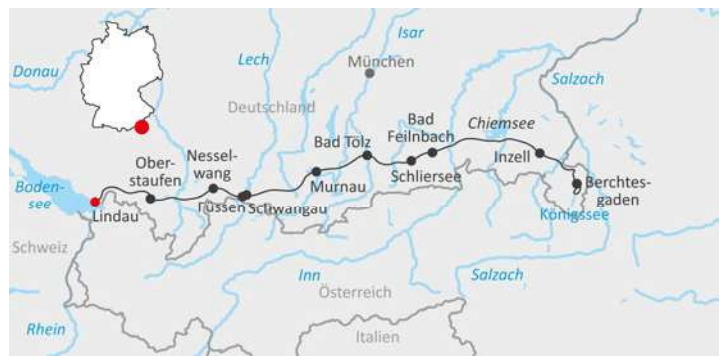 Isar
Lech
Donau
München
Salzach
Deutschland
Bad
Feilnbach
Chiemsee
Bad Tölz
Nessel-
wang
Ober-
staufen
Inzell
Boden-
see
Murnau
Schliersee
Berchtes-
gaden
Lindau
Füssen
Schwangau
Königssee
Schweiz
Inn
Salzach
Österreich
Rhein
Italien